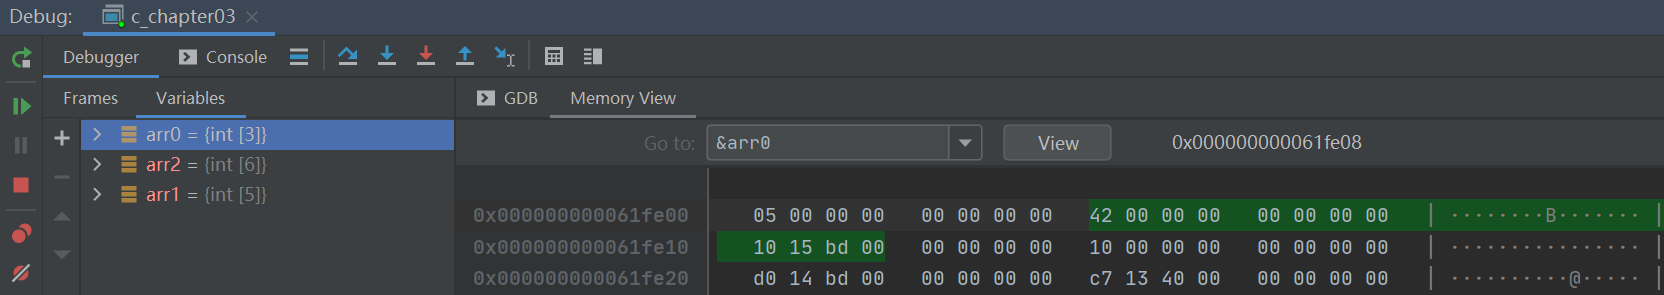 Debug: c_chapter03
Debugger Console
Frames Variables
arr0 = {int [3]}
arr2 = {int [6]}
arr1 = {int [5]}
GDB Memory View
Go to: &arr0 View 0x000000000061fe08
0x000000000061fe00 05 00 00 00 00 00 00 00 42 00 00 00 00 00 00 00 | ········B······· |
0x000000000061fe10 10 15 bd 00 00 00 00 00 10 00 00 00 00 00 00 00 | ················ |
0x000000000061fe20 d0 14 bd 00 00 00 00 00 c7 13 40 00 00 00 00 00 | ··········@····· |